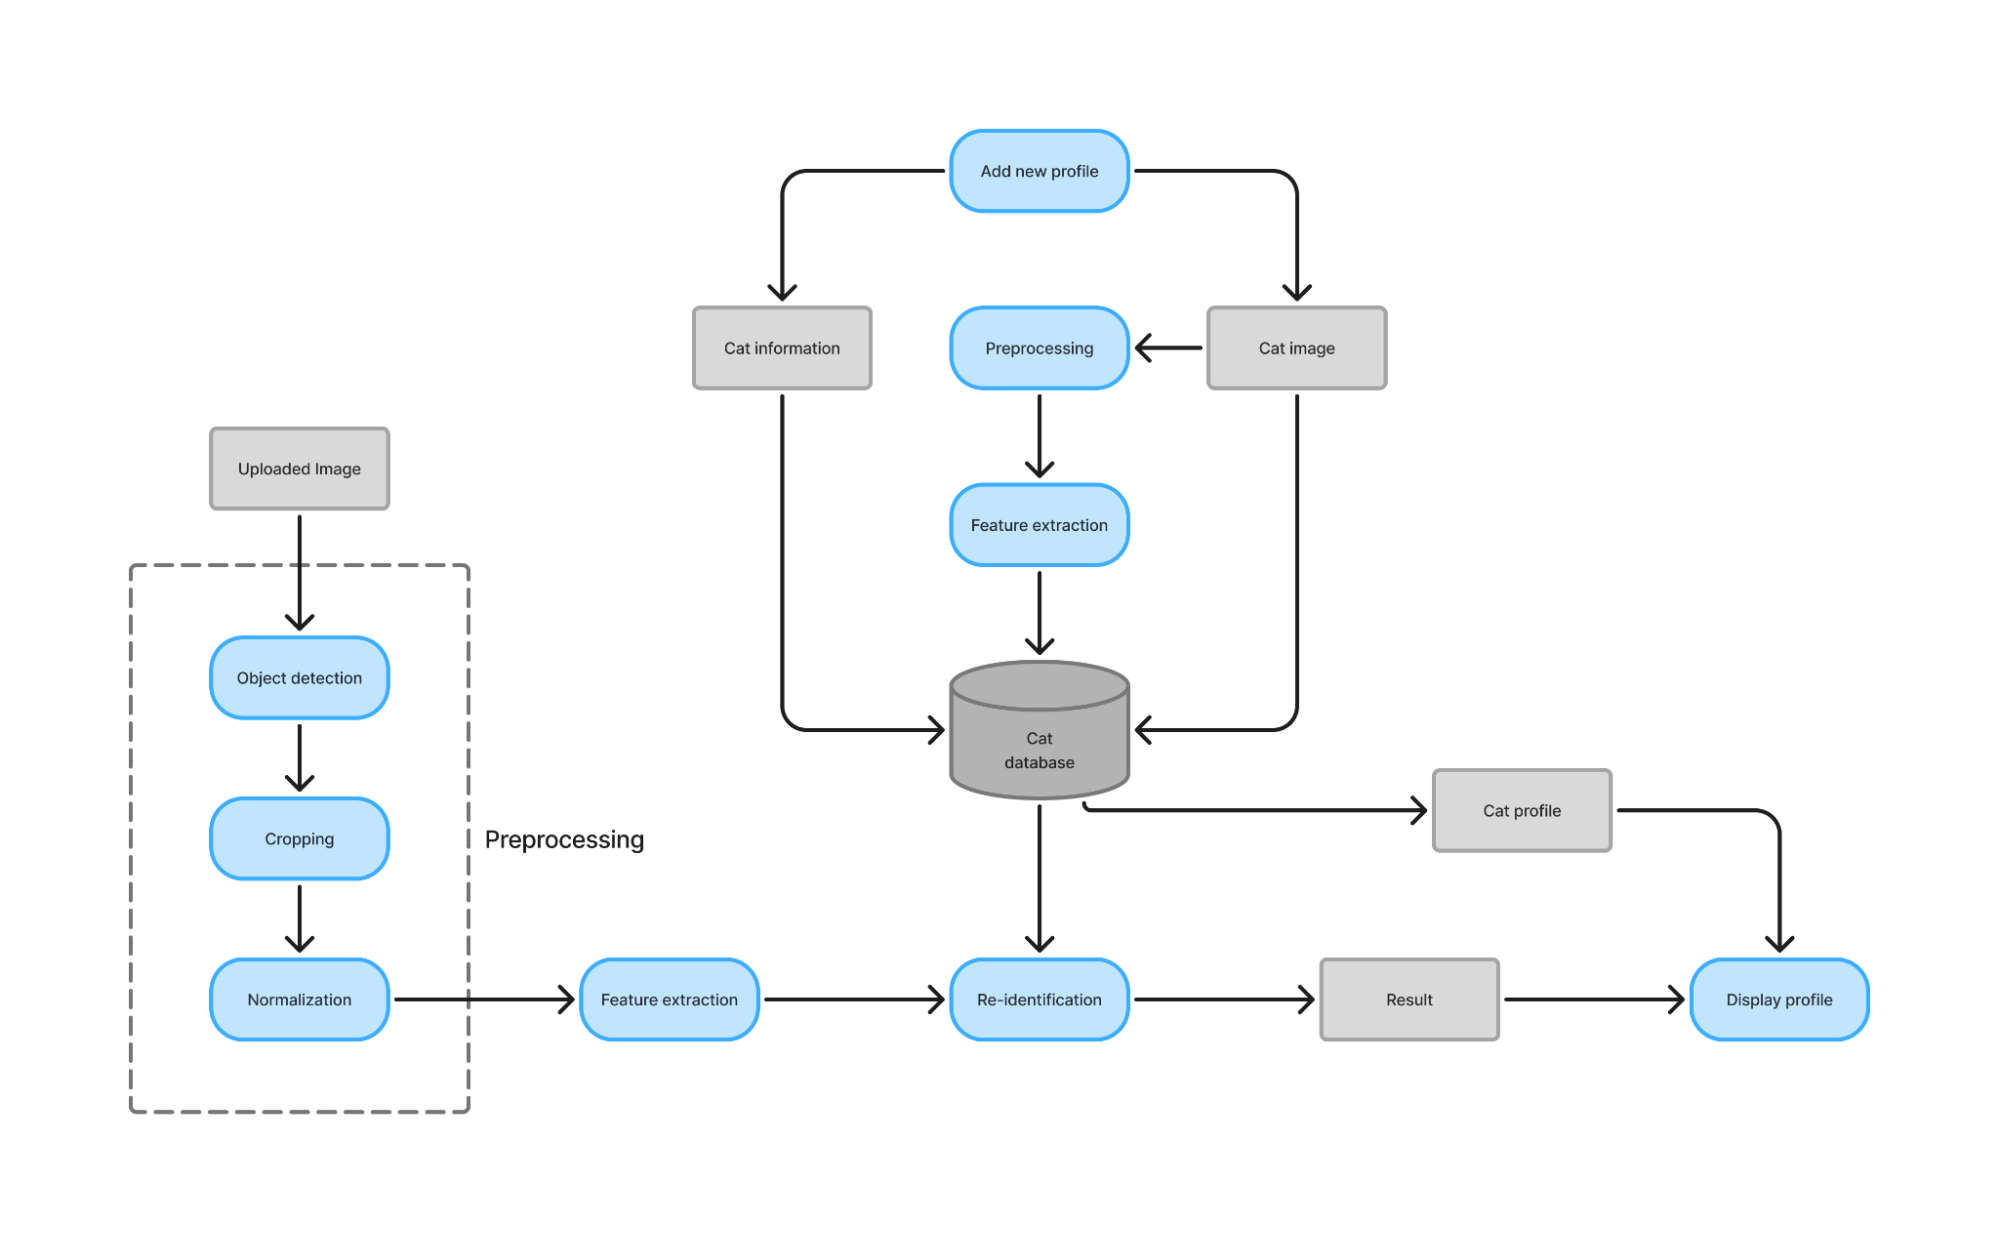 Add new profile
Cat information
Preprocessing
Cat image
Uploaded Image
Feature extraction
Object detection
Cat
database
Cat profile
Cropping
Preprocessing
Normalization
Feature extraction
Re-identification
Result
Display profile